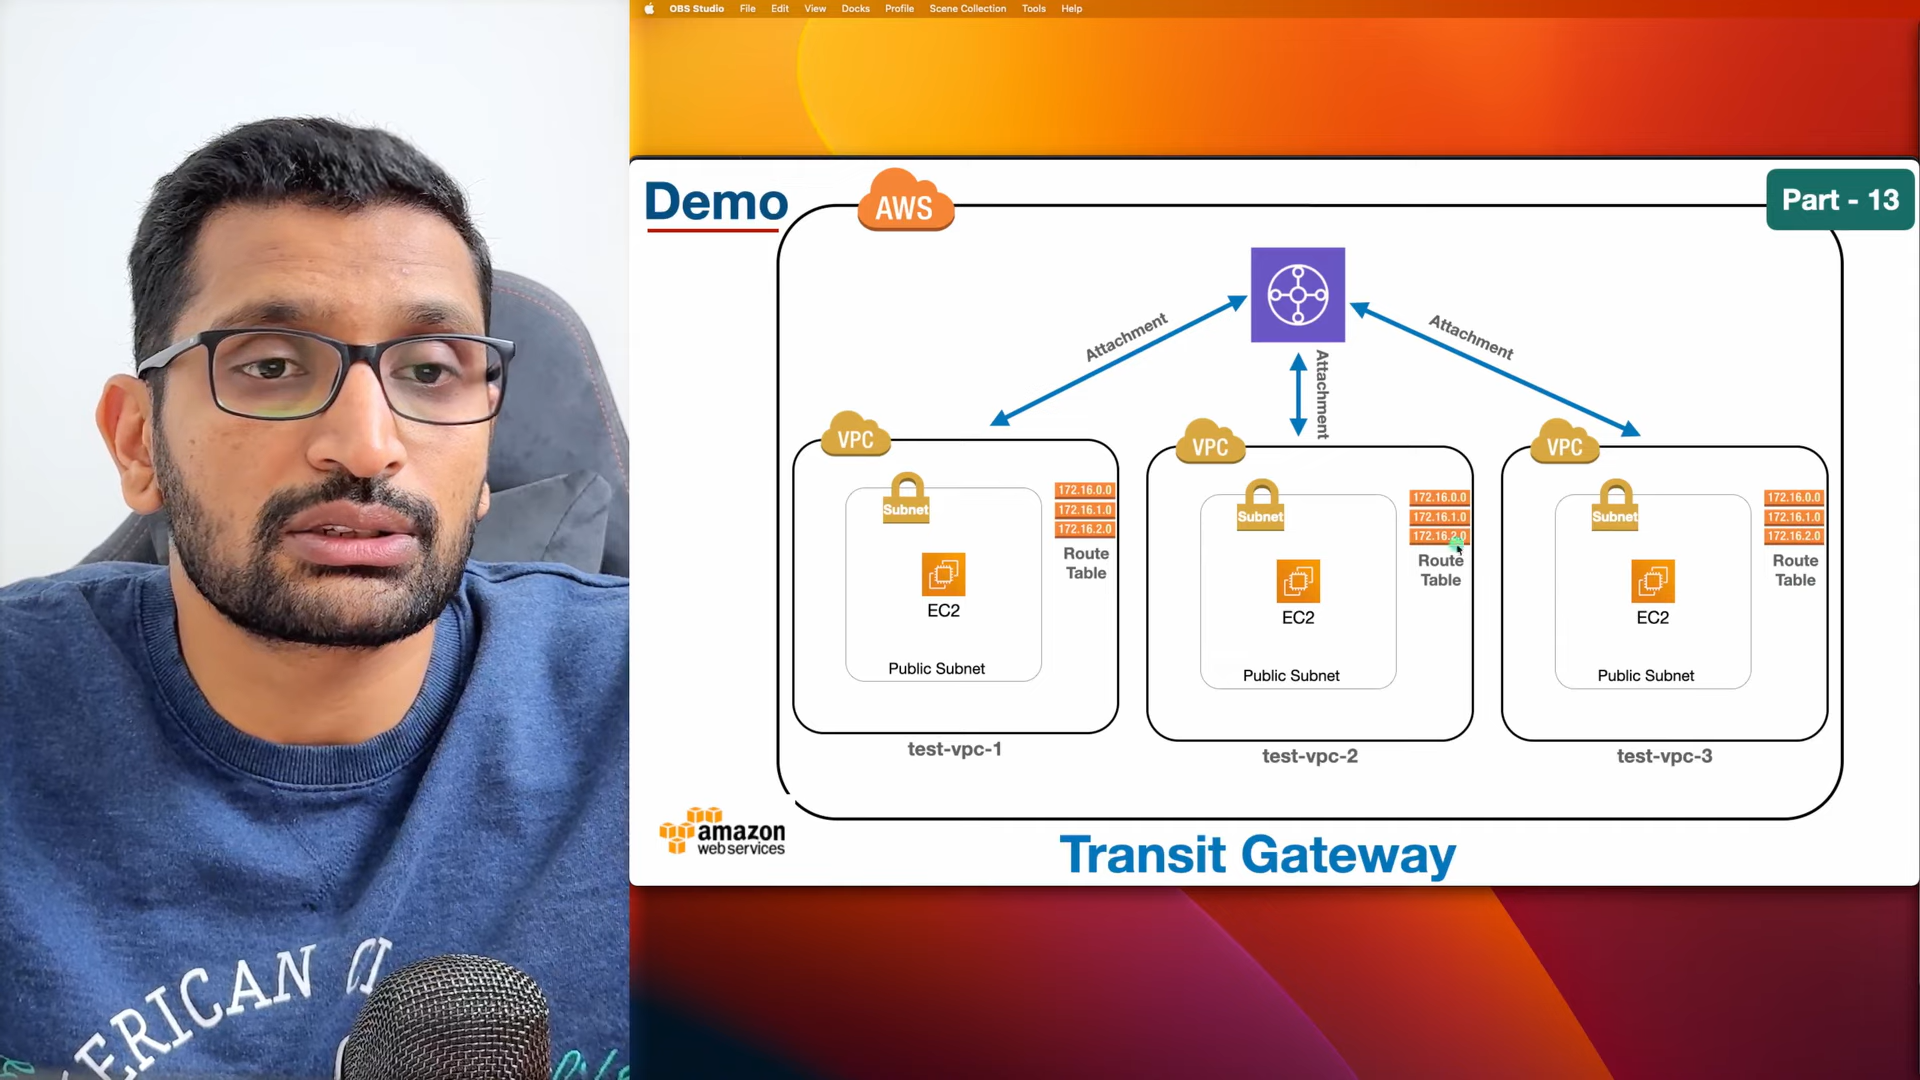 OBS Studio File Edit View Docks Profile Scene Collection Tools Help
Demo
AWS
Part - 13
Attachment
Attachment
Attachment
VPC
VPC
VPC
Subnet
172.16.0.0
172.16.1.0
172.16.2.0
Route
Table
EC2
Public Subnet
test-vpc-1
Subnet
172.16.0.0
172.16.1.0
172.16.2.0
Route
Table
EC2
Public Subnet
test-vpc-2
Subnet
172.16.0.0
172.16.1.0
172.16.2.0
Route
Table
EC2
Public Subnet
test-vpc-3
amazon
web services
Transit Gateway